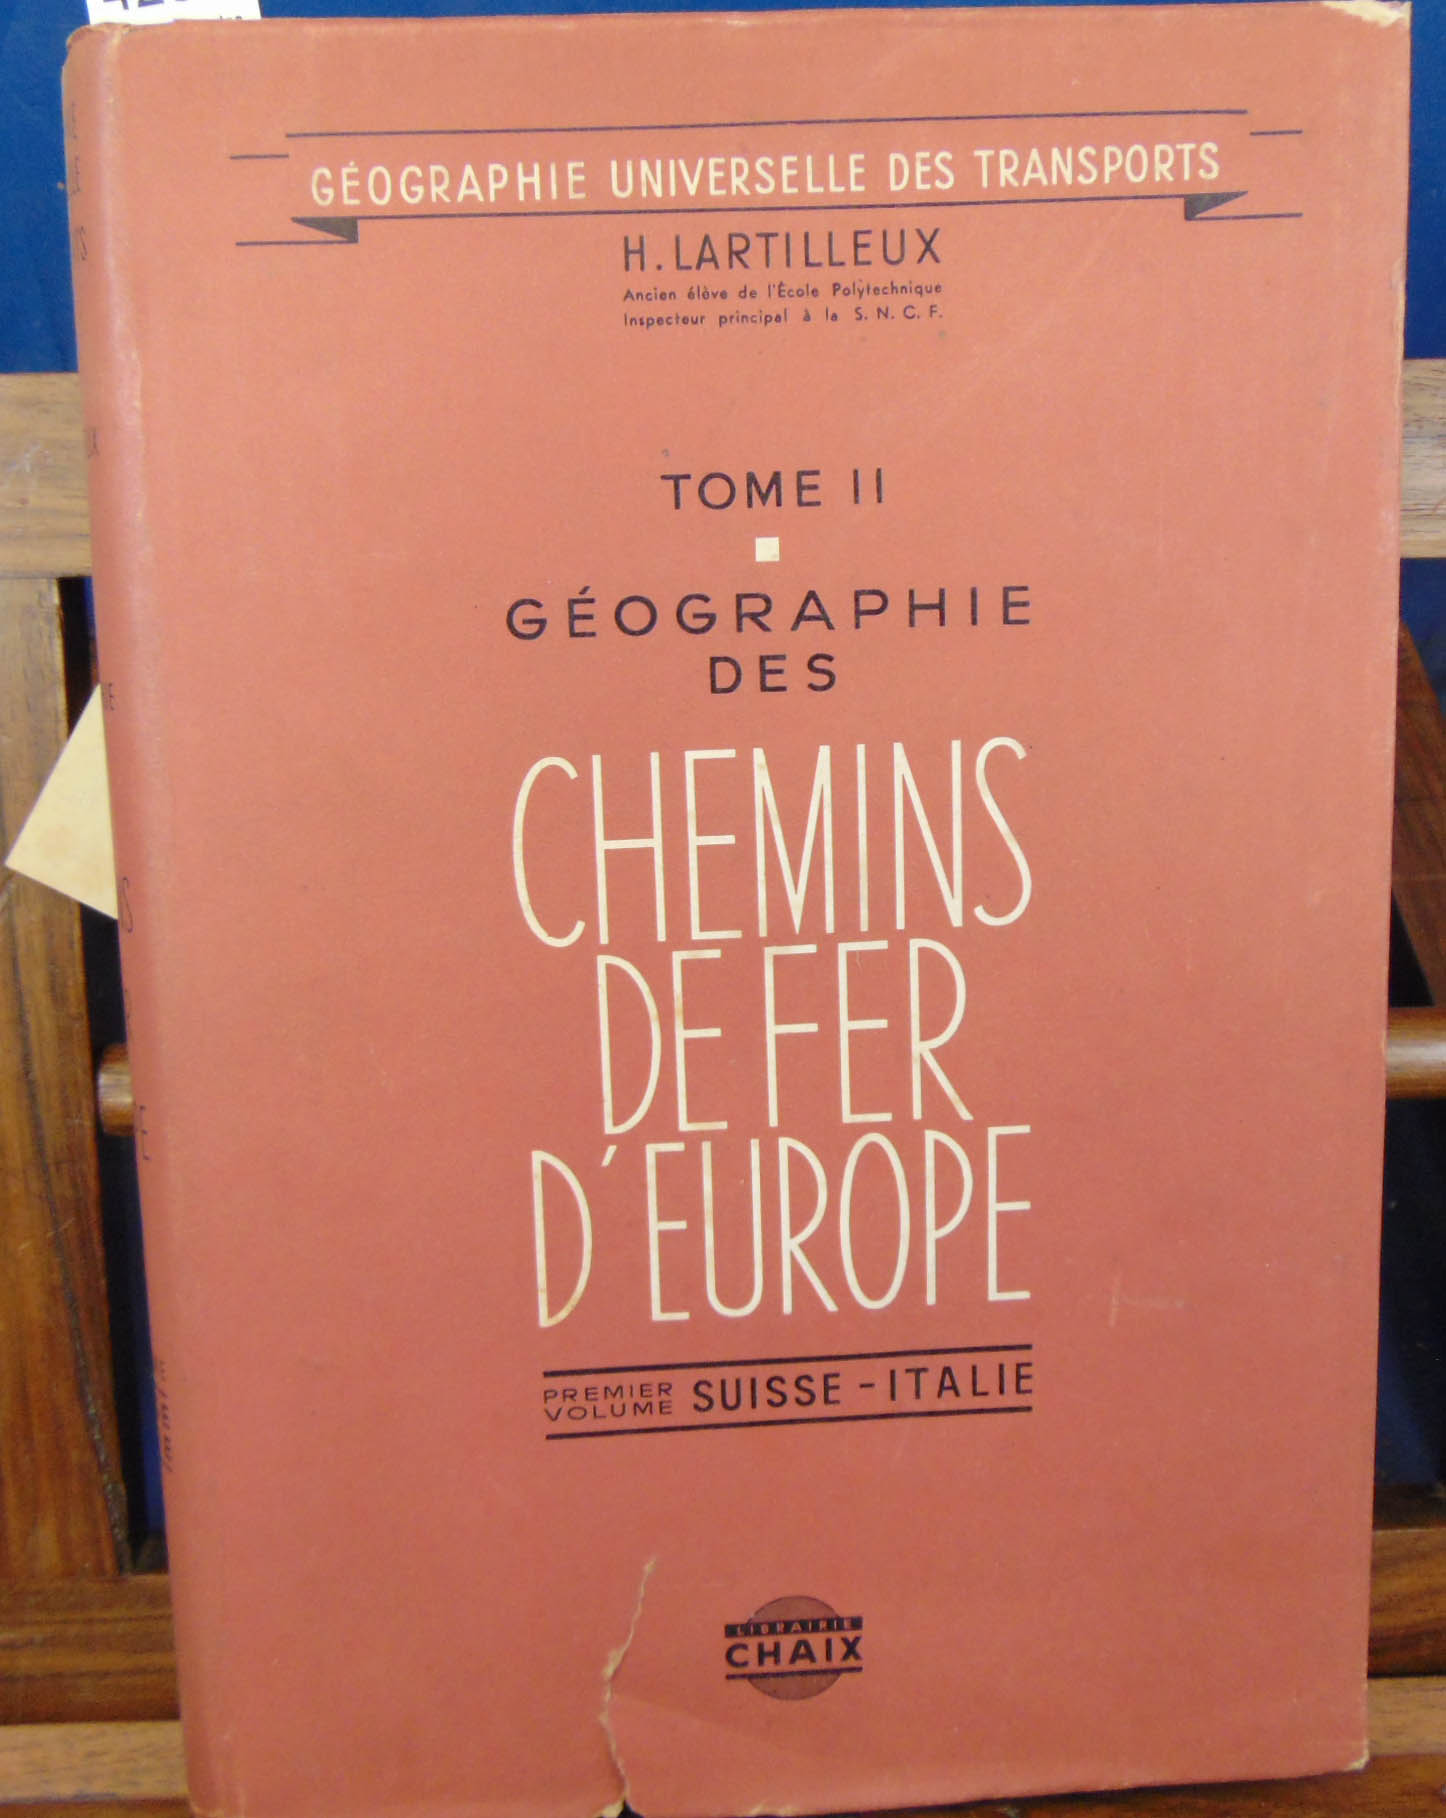 GÉOGRAPHIE UNIVERSELLE DES TRANSPORTS
H. LARTILLEUX
Ancien élève de l'École Polytechnique
Inspecteur principal à la S. N. C. F.
TOME II
GÉOGRAPHIE
DES
CHEMINS
DE FER
D'EUROPE
PREMIER
VOLUME
SUISSE - ITALIE
LIBRAIRIE
CHAIX